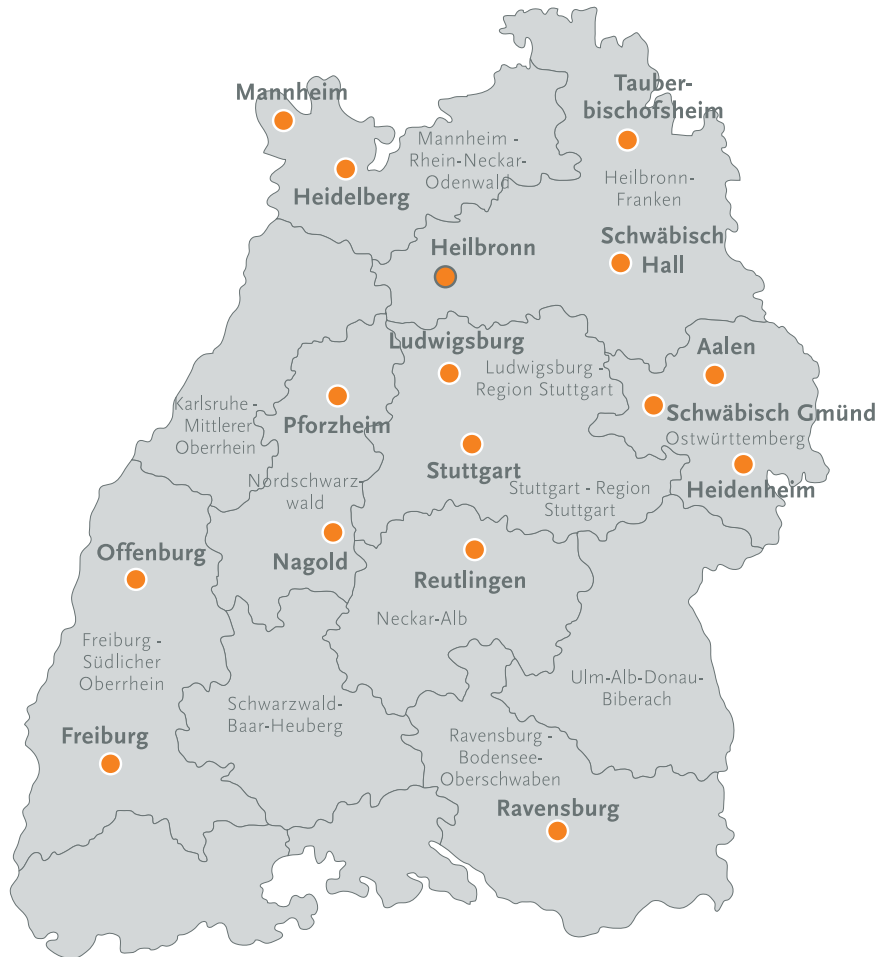 Mannheim
Tauber-
bischofsheim
Mannheim -
Rhein-Neckar-
Odenwald
Heidelberg
Heilbronn-
Franken
Heilbronn
Schwäbisch
Hall
Ludwigsburg
Aalen
Ludwigsburg -
Region Stuttgart
Karlsruhe -
Mittlerer
Oberrhein
Pforzheim
Schwäbisch Gmünd
Ostwürttemberg
Stuttgart
Heidenheim
Nordschwarz-
wald
Stuttgart - Region
Stuttgart
Offenburg
Nagold
Reutlingen
Neckar-Alb
Freiburg -
Südlicher
Oberrhein
Ulm-Alb-Donau-
Biberach
Schwarzwald-
Baar-Heuberg
Freiburg
Ravensburg -
Bodensee-
Oberschwaben
Ravensburg